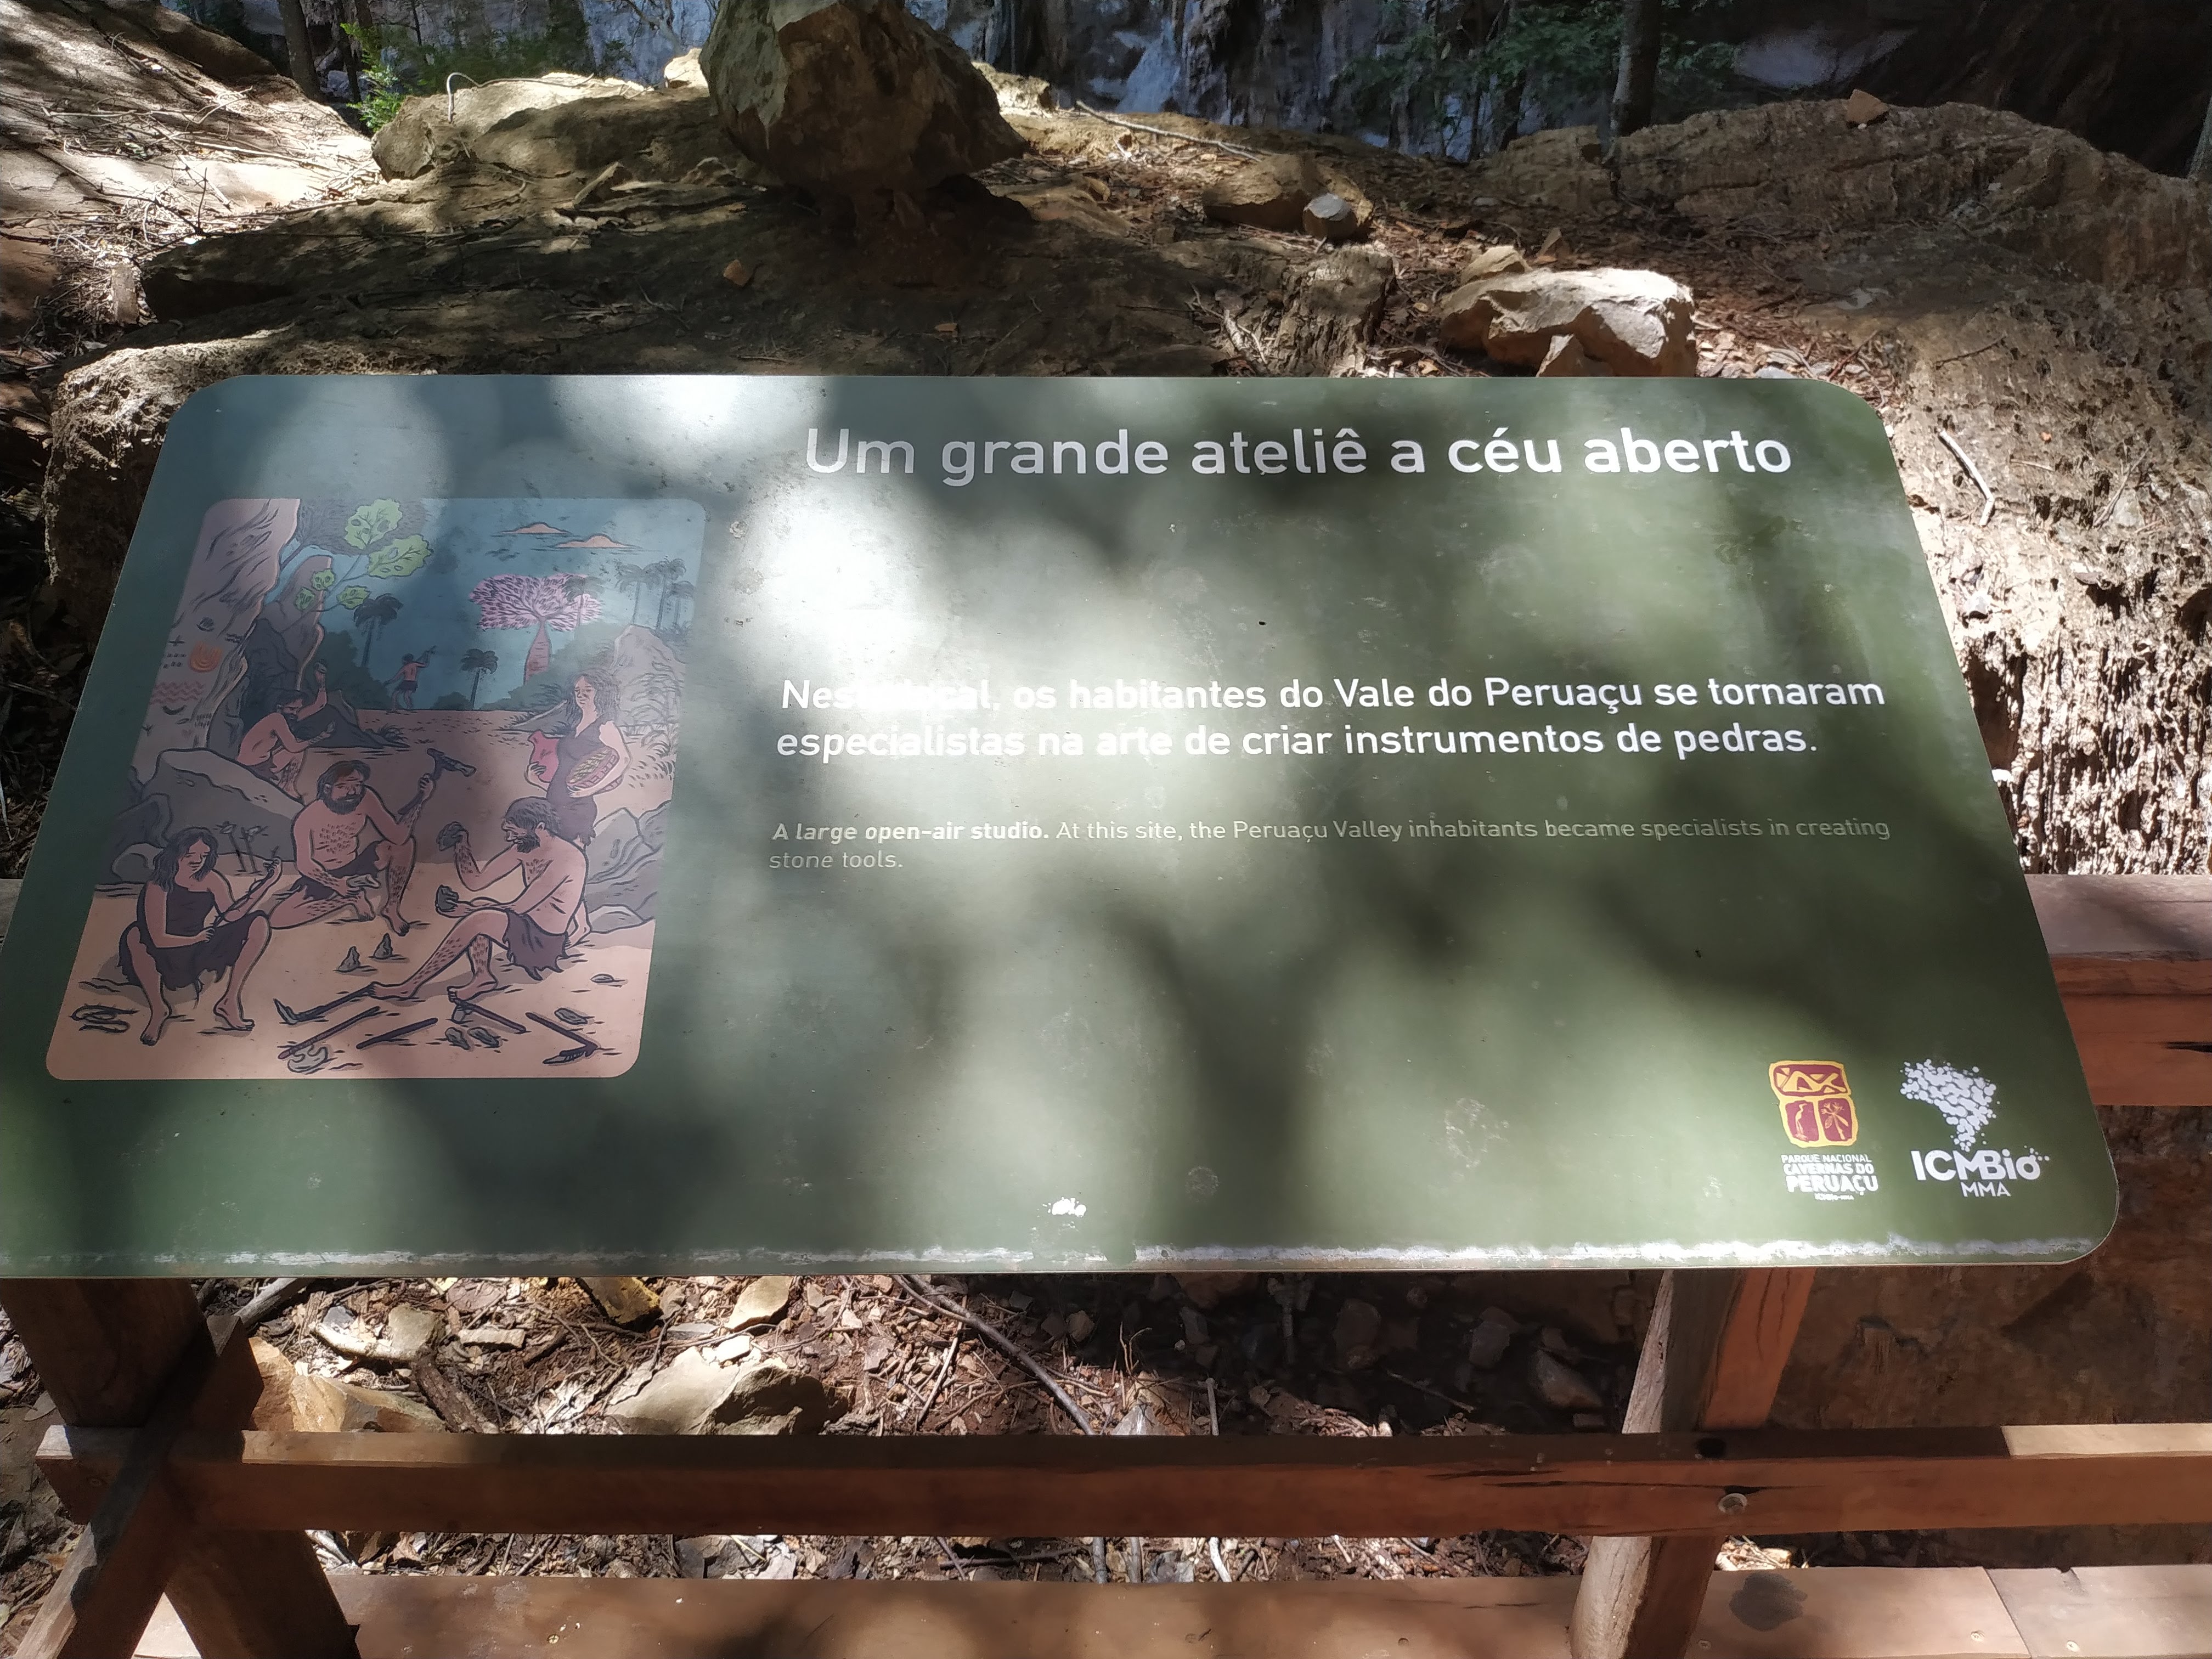 Um grande ateliê a céu aberto
Neste local, os habitantes do Vale do Peruaçu se tornaram
especialistas na arte de criar instrumentos de pedras.
A large open-air studio. At this site, the Peruaçu Valley inhabitants became specialists in creating
stone tools.
PARQUE NACIONAL
CAVERNAS DO
PERUAÇU
ICMBio
MMA